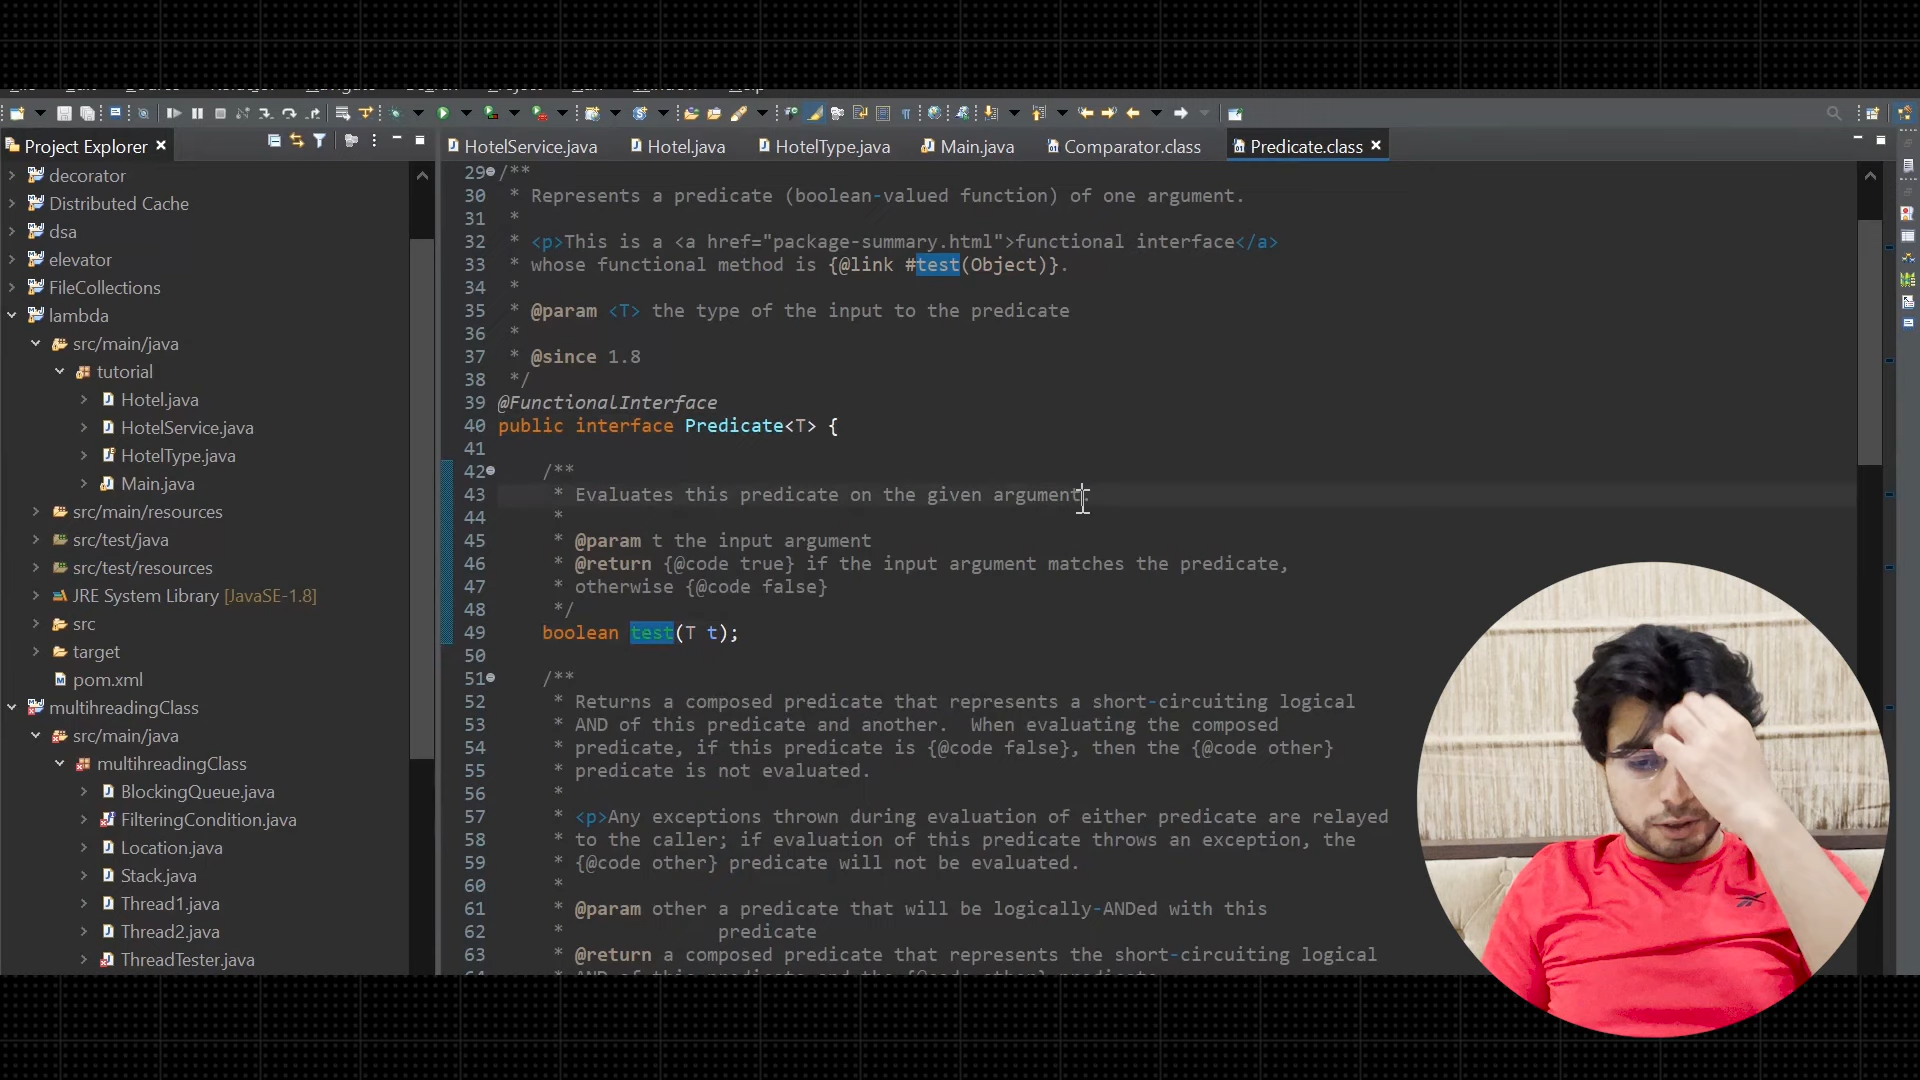 Project Explorer
HotelService.java
Hotel.java
HotelType.java
Main.java
Comparator.class
Predicate.class
decorator
Distributed Cache
dsa
elevator
FileCollections
lambda
src/main/java
tutorial
Hotel.java
HotelService.java
HotelType.java
Main.java
src/main/resources
src/test/java
src/test/resources
JRE System Library [JavaSE-1.8]
src
target
pom.xml
multihreadingClass
src/main/java
multihreadingClass
BlockingQueue.java
FilteringCondition.java
Location.java
Stack.java
Thread1.java
Thread2.java
ThreadTester.java
29 /**
30 * Represents a predicate (boolean-valued function) of one argument.
31 *
32 * <p>This is a <a href="package-summary.html">functional interface</a>
33 * whose functional method is {@link #test(Object)}.
34 *
35 * @param <T> the type of the input to the predicate
36 *
37 * @since 1.8
38 */
39 @FunctionalInterface
40 public interface Predicate<T> {
41
42 /**
43 * Evaluates this predicate on the given argument.
44 *
45 * @param t the input argument
46 * @return {@code true} if the input argument matches the predicate,
47 * otherwise {@code false}
48 */
49 boolean test(T t);
50
51 /**
52 * Returns a composed predicate that represents a short-circuiting logical
53 * AND of this predicate and another.  When evaluating the composed
54 * predicate, if this predicate is {@code false}, then the {@code other}
55 * predicate is not evaluated.
56 *
57 * <p>Any exceptions thrown during evaluation of either predicate are relayed
58 * to the caller; if evaluation of this predicate throws an exception, the
59 * {@code other} predicate will not be evaluated.
60 *
61 * @param other a predicate that will be logically-ANDed with this
62 * predicate
63 * @return a composed predicate that represents the short-circuiting logical